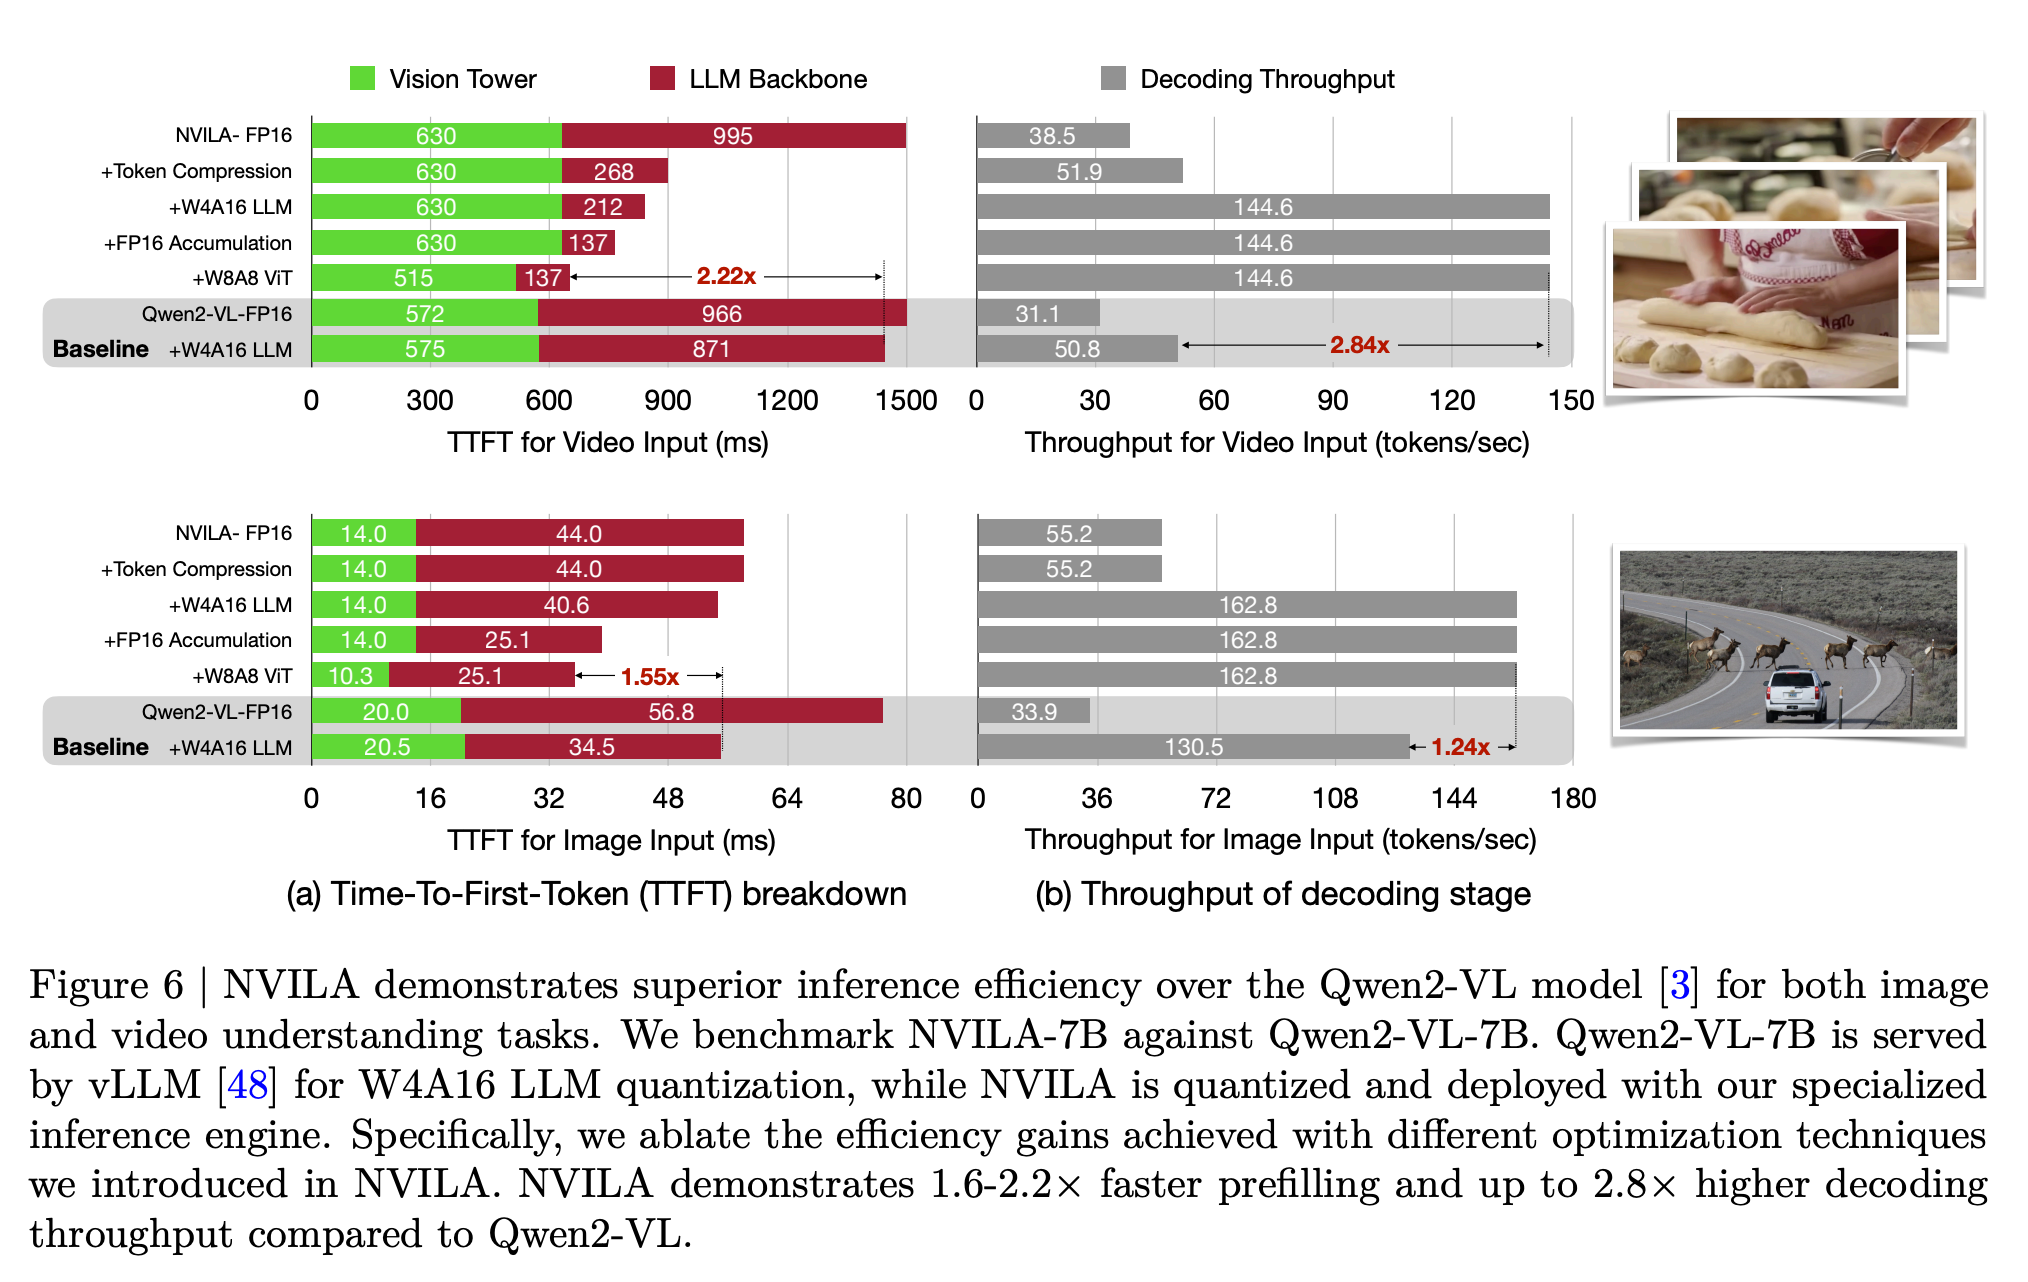 Vision Tower LLM Backbone Decoding Throughput
NVILA- FP16 630 995 38.5
+Token Compression 630 268 51.9
+W4A16 LLM 630 212 144.6
+FP16 Accumulation 630 137 144.6
+W8A8 ViT 515 137 2.22x 144.6
Qwen2-VL-FP16 572 966 31.1
Baseline +W4A16 LLM 575 871 50.8 2.84x
0 300 600 900 1200 1500 0 30 60 90 120 150
TTFT for Video Input (ms) Throughput for Video Input (tokens/sec)
NVILA- FP16 14.0 44.0 55.2
+Token Compression 14.0 44.0 55.2
+W4A16 LLM 14.0 40.6 162.8
+FP16 Accumulation 14.0 25.1 162.8
+W8A8 ViT 10.3 25.1 1.55x 162.8
Qwen2-VL-FP16 20.0 56.8 33.9
Baseline +W4A16 LLM 20.5 34.5 130.5 1.24x
0 16 32 48 64 80 0 36 72 108 144 180
TTFT for Image Input (ms) Throughput for Image Input (tokens/sec)
(a) Time-To-First-Token (TTFT) breakdown (b) Throughput of decoding stage
Figure 6 | NVILA demonstrates superior inference efficiency over the Qwen2-VL model [3] for both image
and video understanding tasks. We benchmark NVILA-7B against Qwen2-VL-7B. Qwen2-VL-7B is served
by vLLM [48] for W4A16 LLM quantization, while NVILA is quantized and deployed with our specialized
inference engine. Specifically, we ablate the efficiency gains achieved with different optimization techniques
we introduced in NVILA. NVILA demonstrates 1.6-2.2× faster prefilling and up to 2.8× higher decoding
throughput compared to Qwen2-VL.